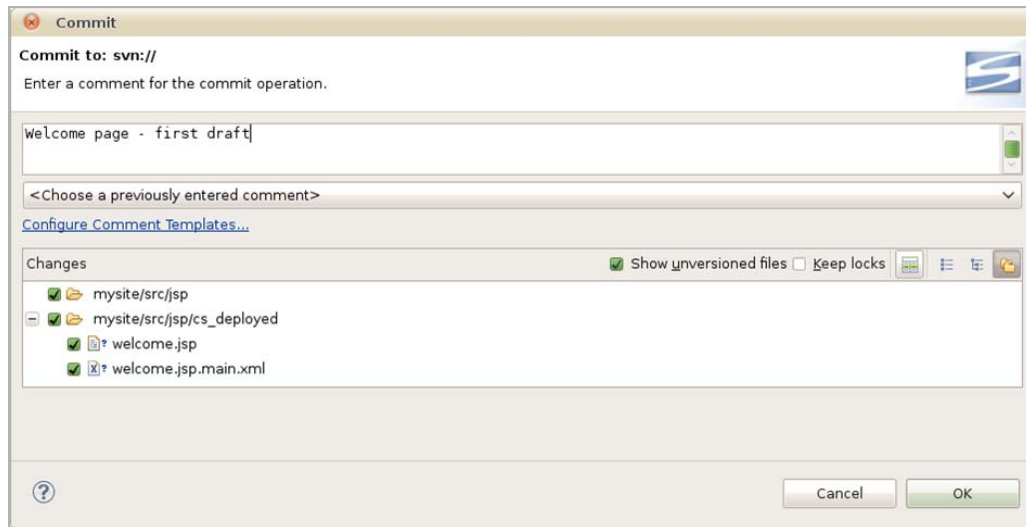 Commit
Commit to: svn://
Enter a comment for the commit operation.
Welcome page - first draft
<Choose a previously entered comment>
Configure Comment Templates...
Changes Show unversioned files Keep locks
mysite/src/jsp
mysite/src/jsp/cs_deployed
welcome.jsp
welcome.jsp.main.xml
Cancel OK